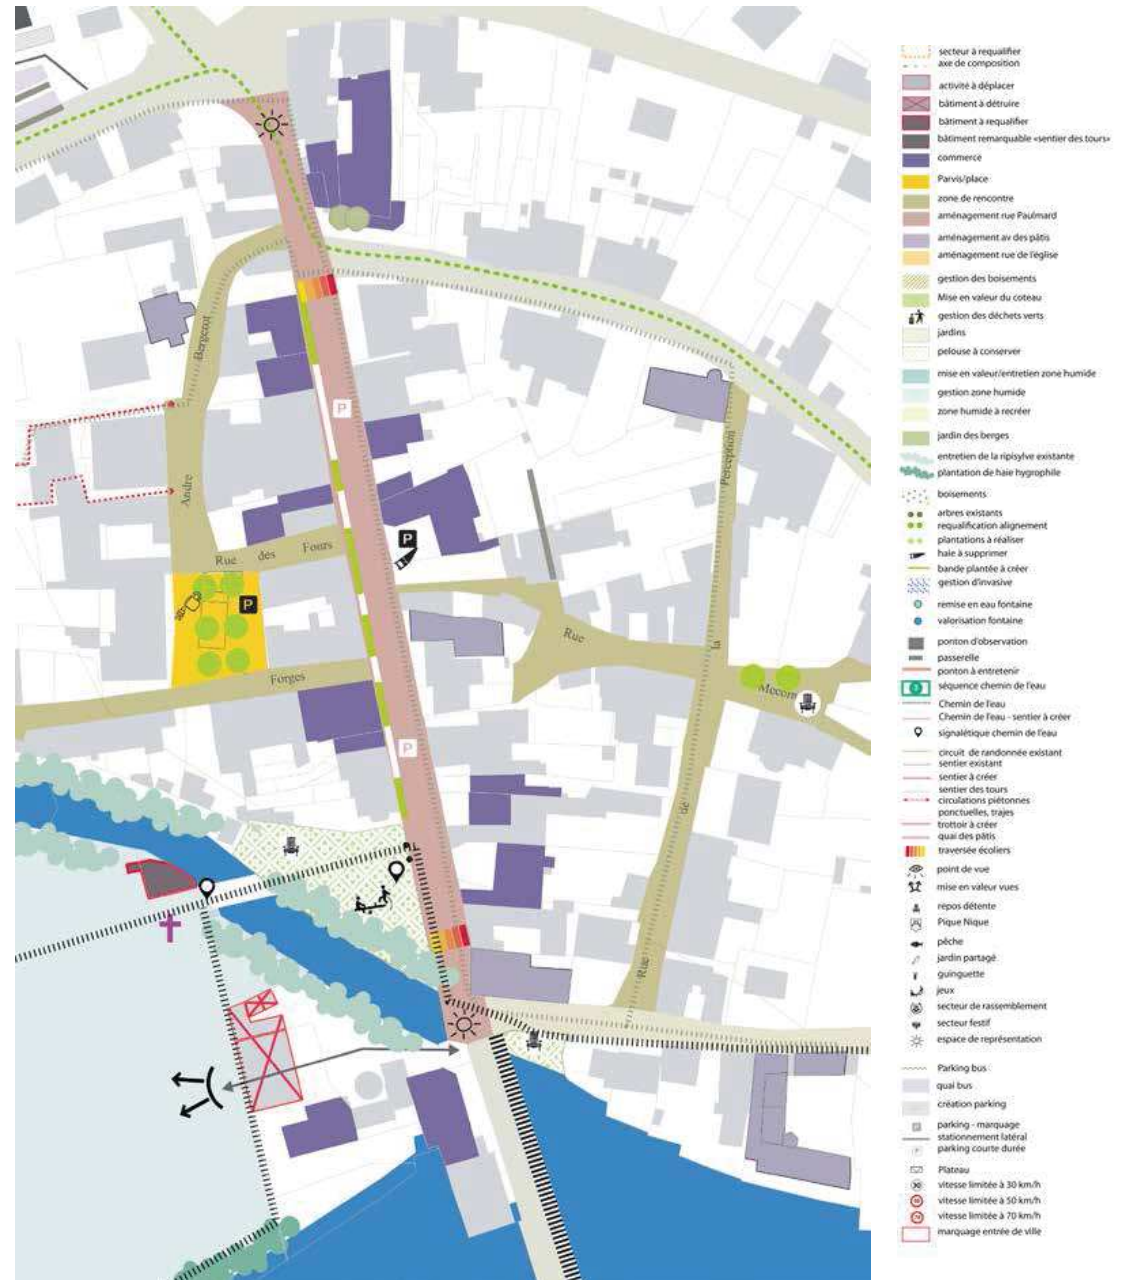 Bergerot
Andre
Rue des Fours
Forges
Rue
Mecorn
Perception
la
de
Rue
P
P
P
P
secteur à requalifier
axe de composition
activité à déplacer
bâtiment à détruire
bâtiment à requalifier
bâtiment remarquable «sentier des tours»
commerce
Parvis/place
zone de rencontre
aménagement rue Paulmard
aménagement av des pâtis
aménagement rue de l'église
gestion des boisements
Mise en valeur du coteau
gestion des déchets verts
jardins
pelouse à conserver
mise en valeur/entretien zone humide
gestion zone humide
zone humide à recréer
jardin des berges
entretien de la ripisylve existante
plantation de haie hygrophile
boisements
arbres existants
requalification alignement
plantations à réaliser
haie à supprimer
bande plantée à créer
gestion d'invasive
remise en eau fontaine
valorisation fontaine
ponton d'observation
passerelle
ponton à entretenir
séquence chemin de l'eau
Chemin de l'eau
Chemin de l'eau - sentier à créer
signalétique chemin de l'eau
circuit de randonnée existant
sentier existant
sentier à créer
sentier des tours
circulations piétonnes
ponctuelles, trajes
trottoir à créer
quai des pâtis
traversée écoliers
point de vue
mise en valeur vues
repos détente
Pique Nique
pêche
jardin partagé
guinguette
jeux
secteur de rassemblement
secteur festif
espace de représentation
Parking bus
quai bus
création parking
parking - marquage
stationnement latéral
parking courte durée
Plateau
30 vitesse limitée à 30 km/h
50 vitesse limitée à 50 km/h
70 vitesse limitée à 70 km/h
marquage entrée de ville